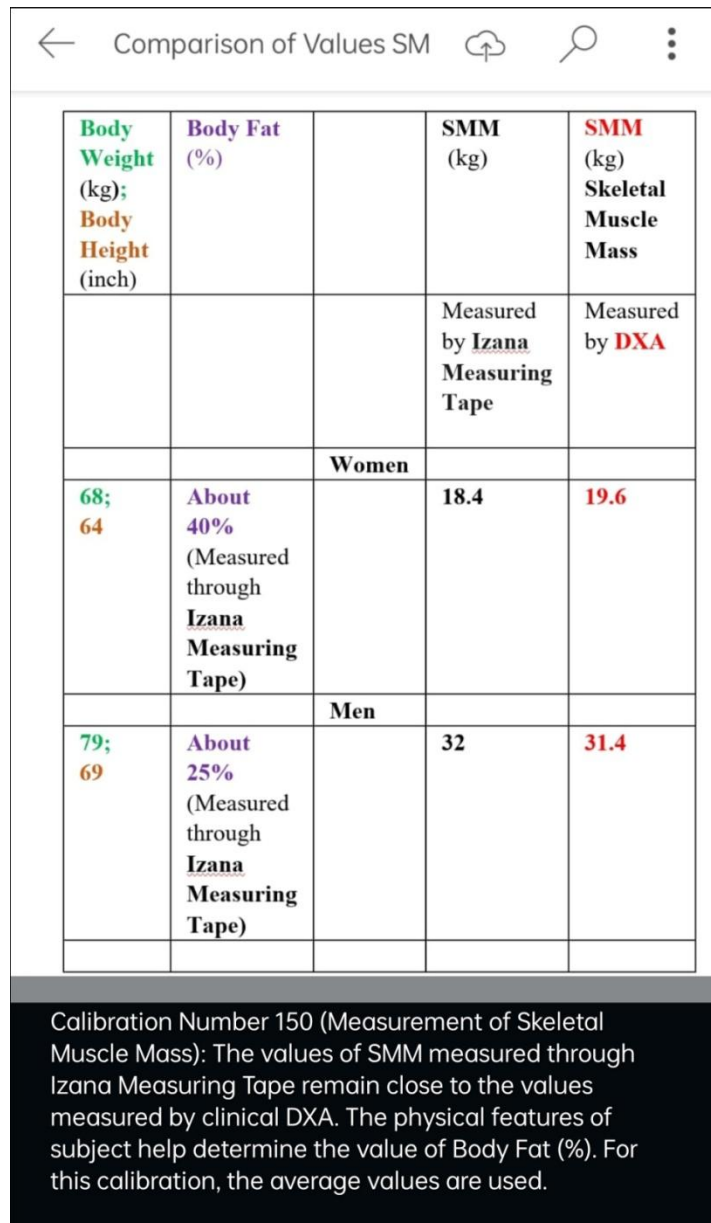 Comparison of Values SM
Body
Weight
(kg);
Body
Height
(inch)
Body Fat
(%)
SMM
(kg)
SMM
(kg)
Skeletal
Muscle
Mass
Measured
by Izana
Measuring
Tape
Measured
by DXA
Women
68;
64
About
40%
(Measured
through
Izana
Measuring
Tape)
18.4
19.6
Men
79;
69
About
25%
(Measured
through
Izana
Measuring
Tape)
32
31.4
Calibration Number 150 (Measurement of Skeletal
Muscle Mass): The values of SMM measured through
Izana Measuring Tape remain close to the values
measured by clinical DXA. The physical features of
subject help determine the value of Body Fat (%). For
this calibration, the average values are used.